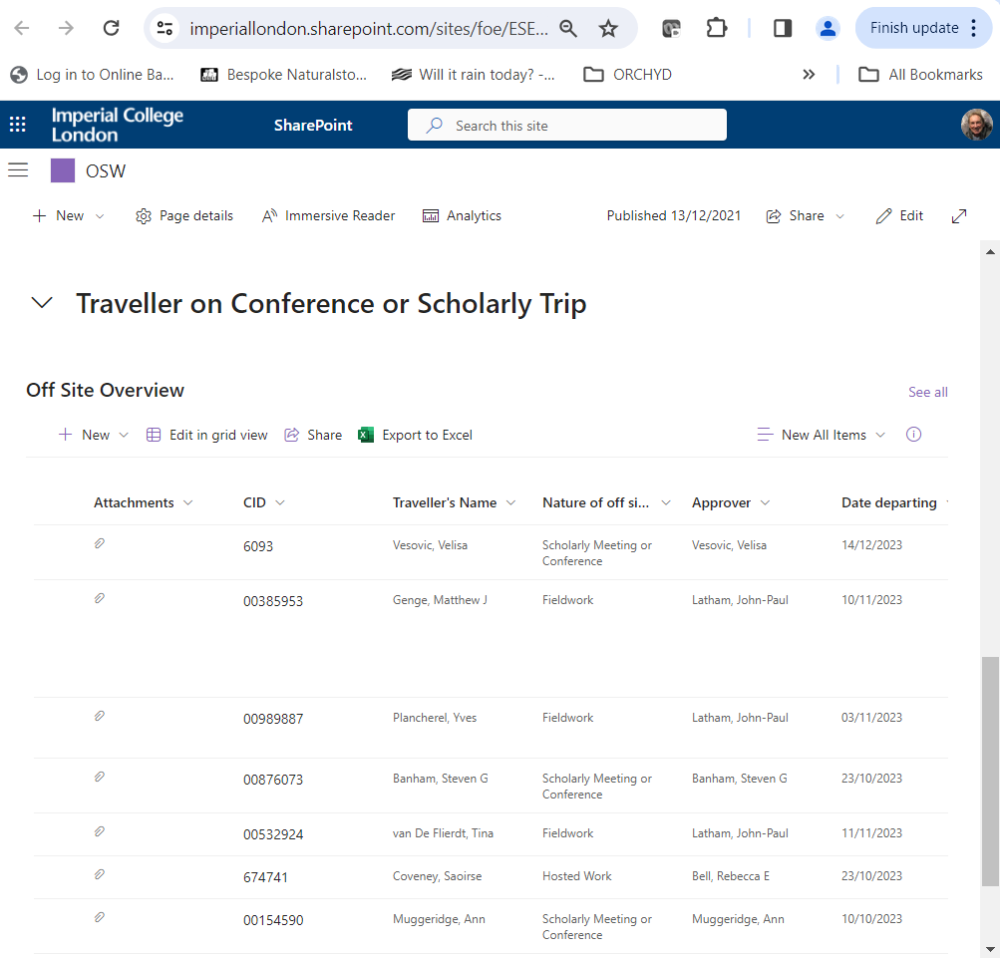 imperiallondon.sharepoint.com/sites/foe/ESE...
Finish update
Log in to Online Ba...
Bespoke Naturalsto...
Will it rain today? -...
ORCHYD
All Bookmarks
Imperial College
London
SharePoint
Search this site
OSW
New
Page details
Immersive Reader
Analytics
Published 13/12/2021
Share
Edit
Traveller on Conference or Scholarly Trip
Off Site Overview
See all
New
Edit in grid view
Share
Export to Excel
New All Items
Attachments CID Traveller's Name Nature of off si... Approver Date departing
6093 Vesovic, Velisa Scholarly Meeting or Vesovic, Velisa 14/12/2023
Conference
00385953 Genge, Matthew J Fieldwork Latham, John-Paul 10/11/2023
00989887 Plancherel, Yves Fieldwork Latham, John-Paul 03/11/2023
00876073 Banham, Steven G Scholarly Meeting or Banham, Steven G 23/10/2023
Conference
00532924 van De Flierdt, Tina Fieldwork Latham, John-Paul 11/11/2023
674741 Coveney, Saoirse Hosted Work Bell, Rebecca E 23/10/2023
00154590 Muggeridge, Ann Scholarly Meeting or Muggeridge, Ann 10/10/2023
Conference